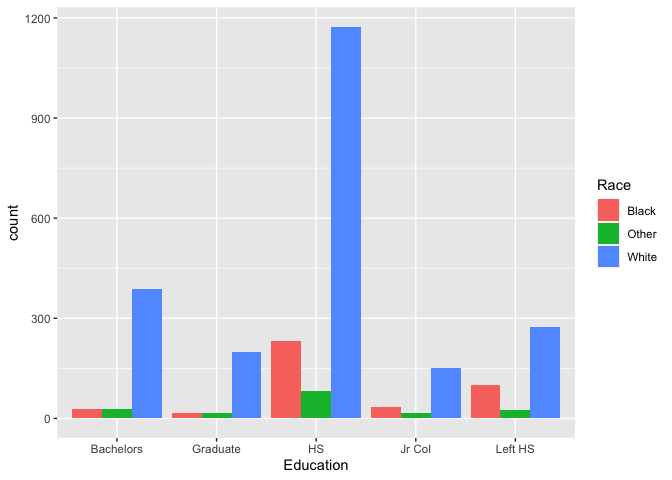 1200
900
600
300
0
count
Bachelors Graduate HS Jr Col Left HS
Education
Race
Black
Other
White